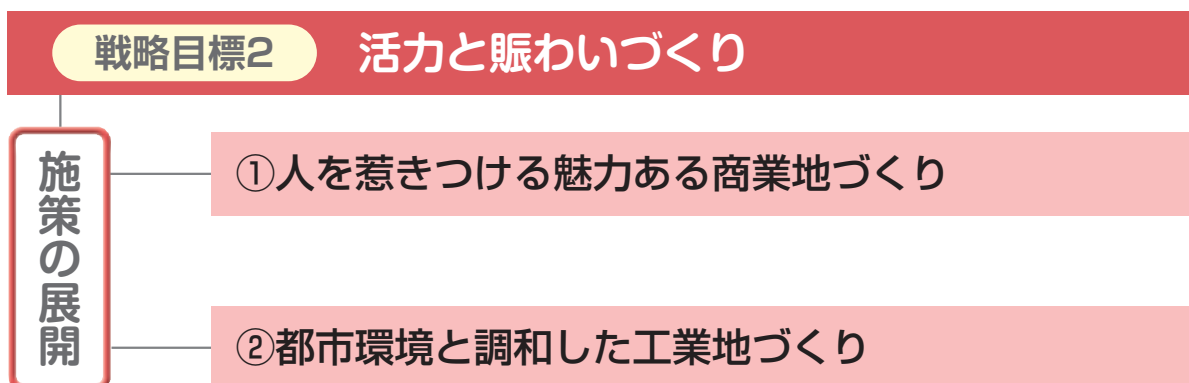 戦略目標2 活力と賑わいづくり
施策の展開
①人を惹きつける魅力ある商業地づくり
②都市環境と調和した工業地づくり